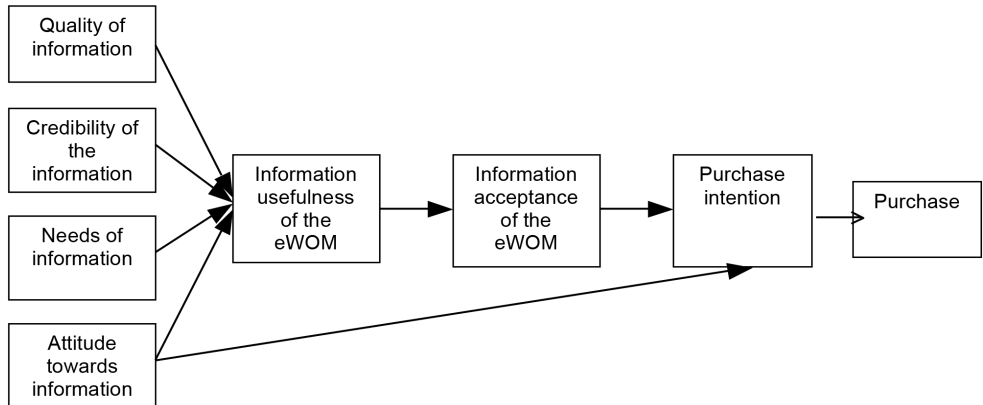 Quality of
information
Credibility of
the
information
Needs of
information
Attitude
towards
information
Information
usefulness
of the
eWOM
Information
acceptance
of the
eWOM
Purchase
intention
Purchase